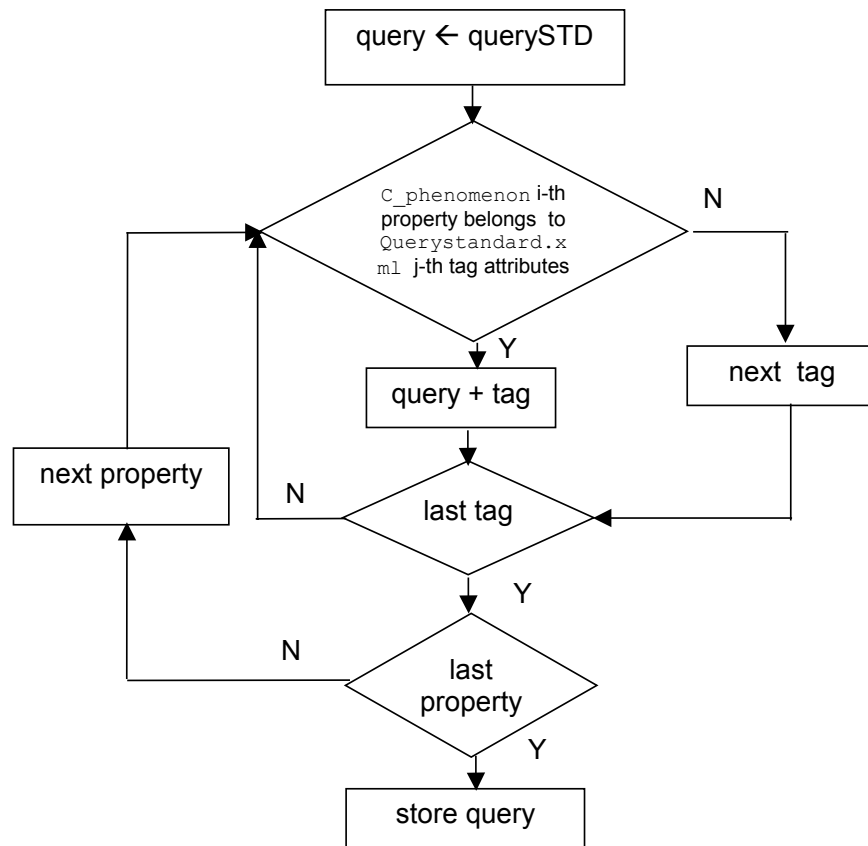 query ← querySTD
C_phenomenon i-th
property belongs to
Querystandard.x
ml j-th tag attributes
N
Y
next tag
query + tag
next property
N
last tag
Y
N
last
property
Y
store query